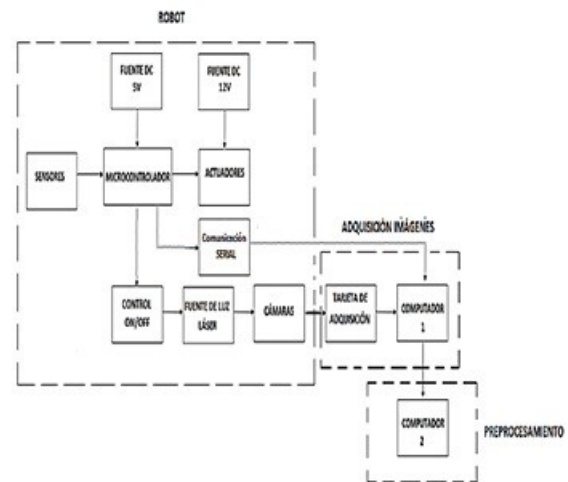 ROBOT
FUENTE DC
5V
FUENTE DC
12V
SENSORES
MICROCONTROLADOR
ACTUADORES
Comunicación
SERIAL
ADQUISICIÓN IMÁGENES
CONTROL
ON/OFF
FUENTE DE LUZ
LÁSER
CÁMARAS
TARJETA DE
ADQUISICIÓN
COMPUTADOR
1
COMPUTADOR
2
PREPROCESAMIENTO